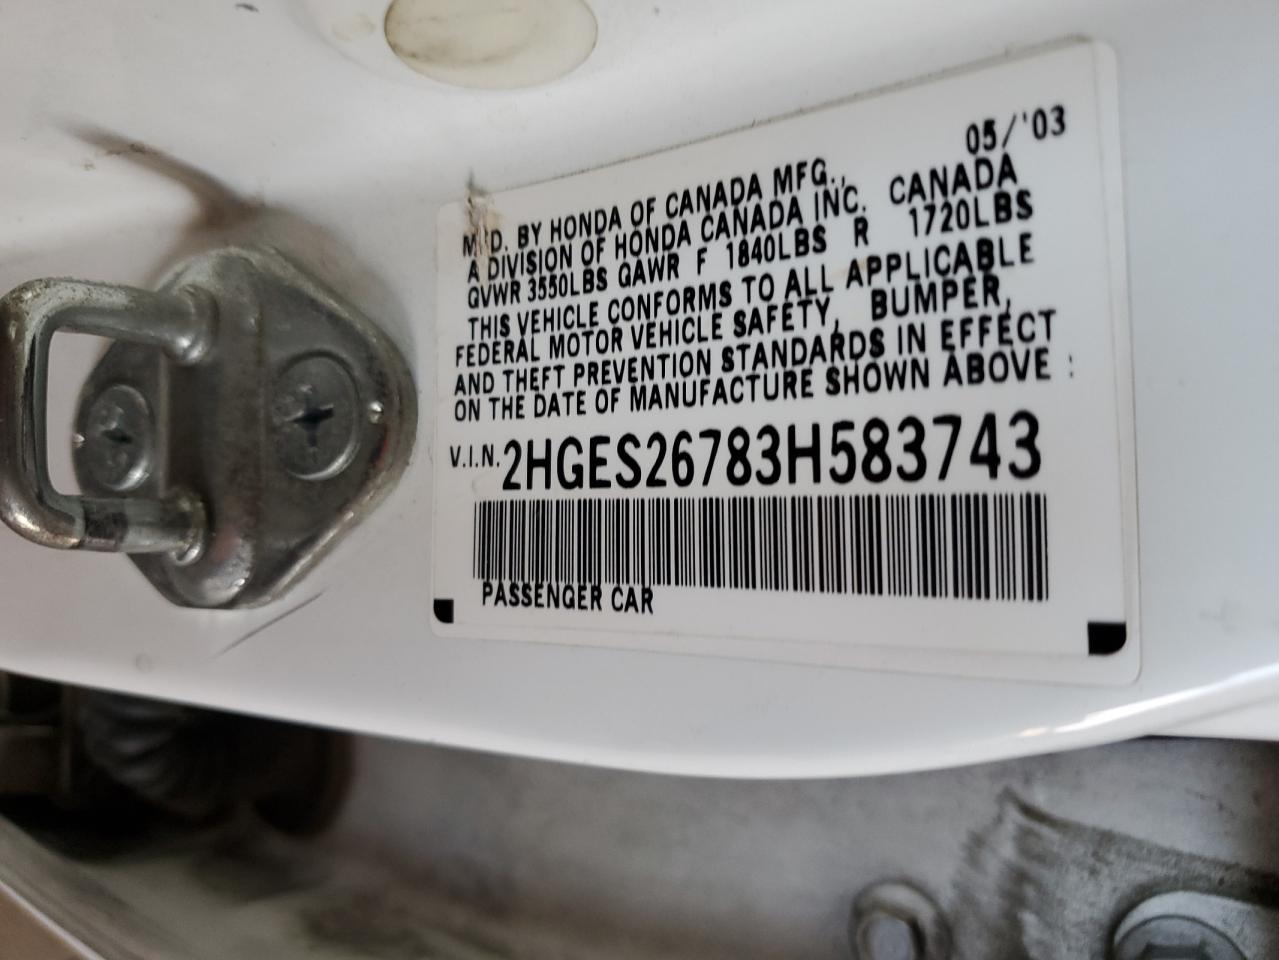 05/'03
MFD. BY HONDA OF CANADA MFG.,
A DIVISION OF HONDA CANADA INC. CANADA
GVWR 3550LBS GAWR F 1840LBS R 1720LBS
THIS VEHICLE CONFORMS TO ALL APPLICABLE
FEDERAL MOTOR VEHICLE SAFETY, BUMPER,
AND THEFT PREVENTION STANDARDS IN EFFECT
ON THE DATE OF MANUFACTURE SHOWN ABOVE :
V.I.N. 2HGES26783H583743
PASSENGER CAR